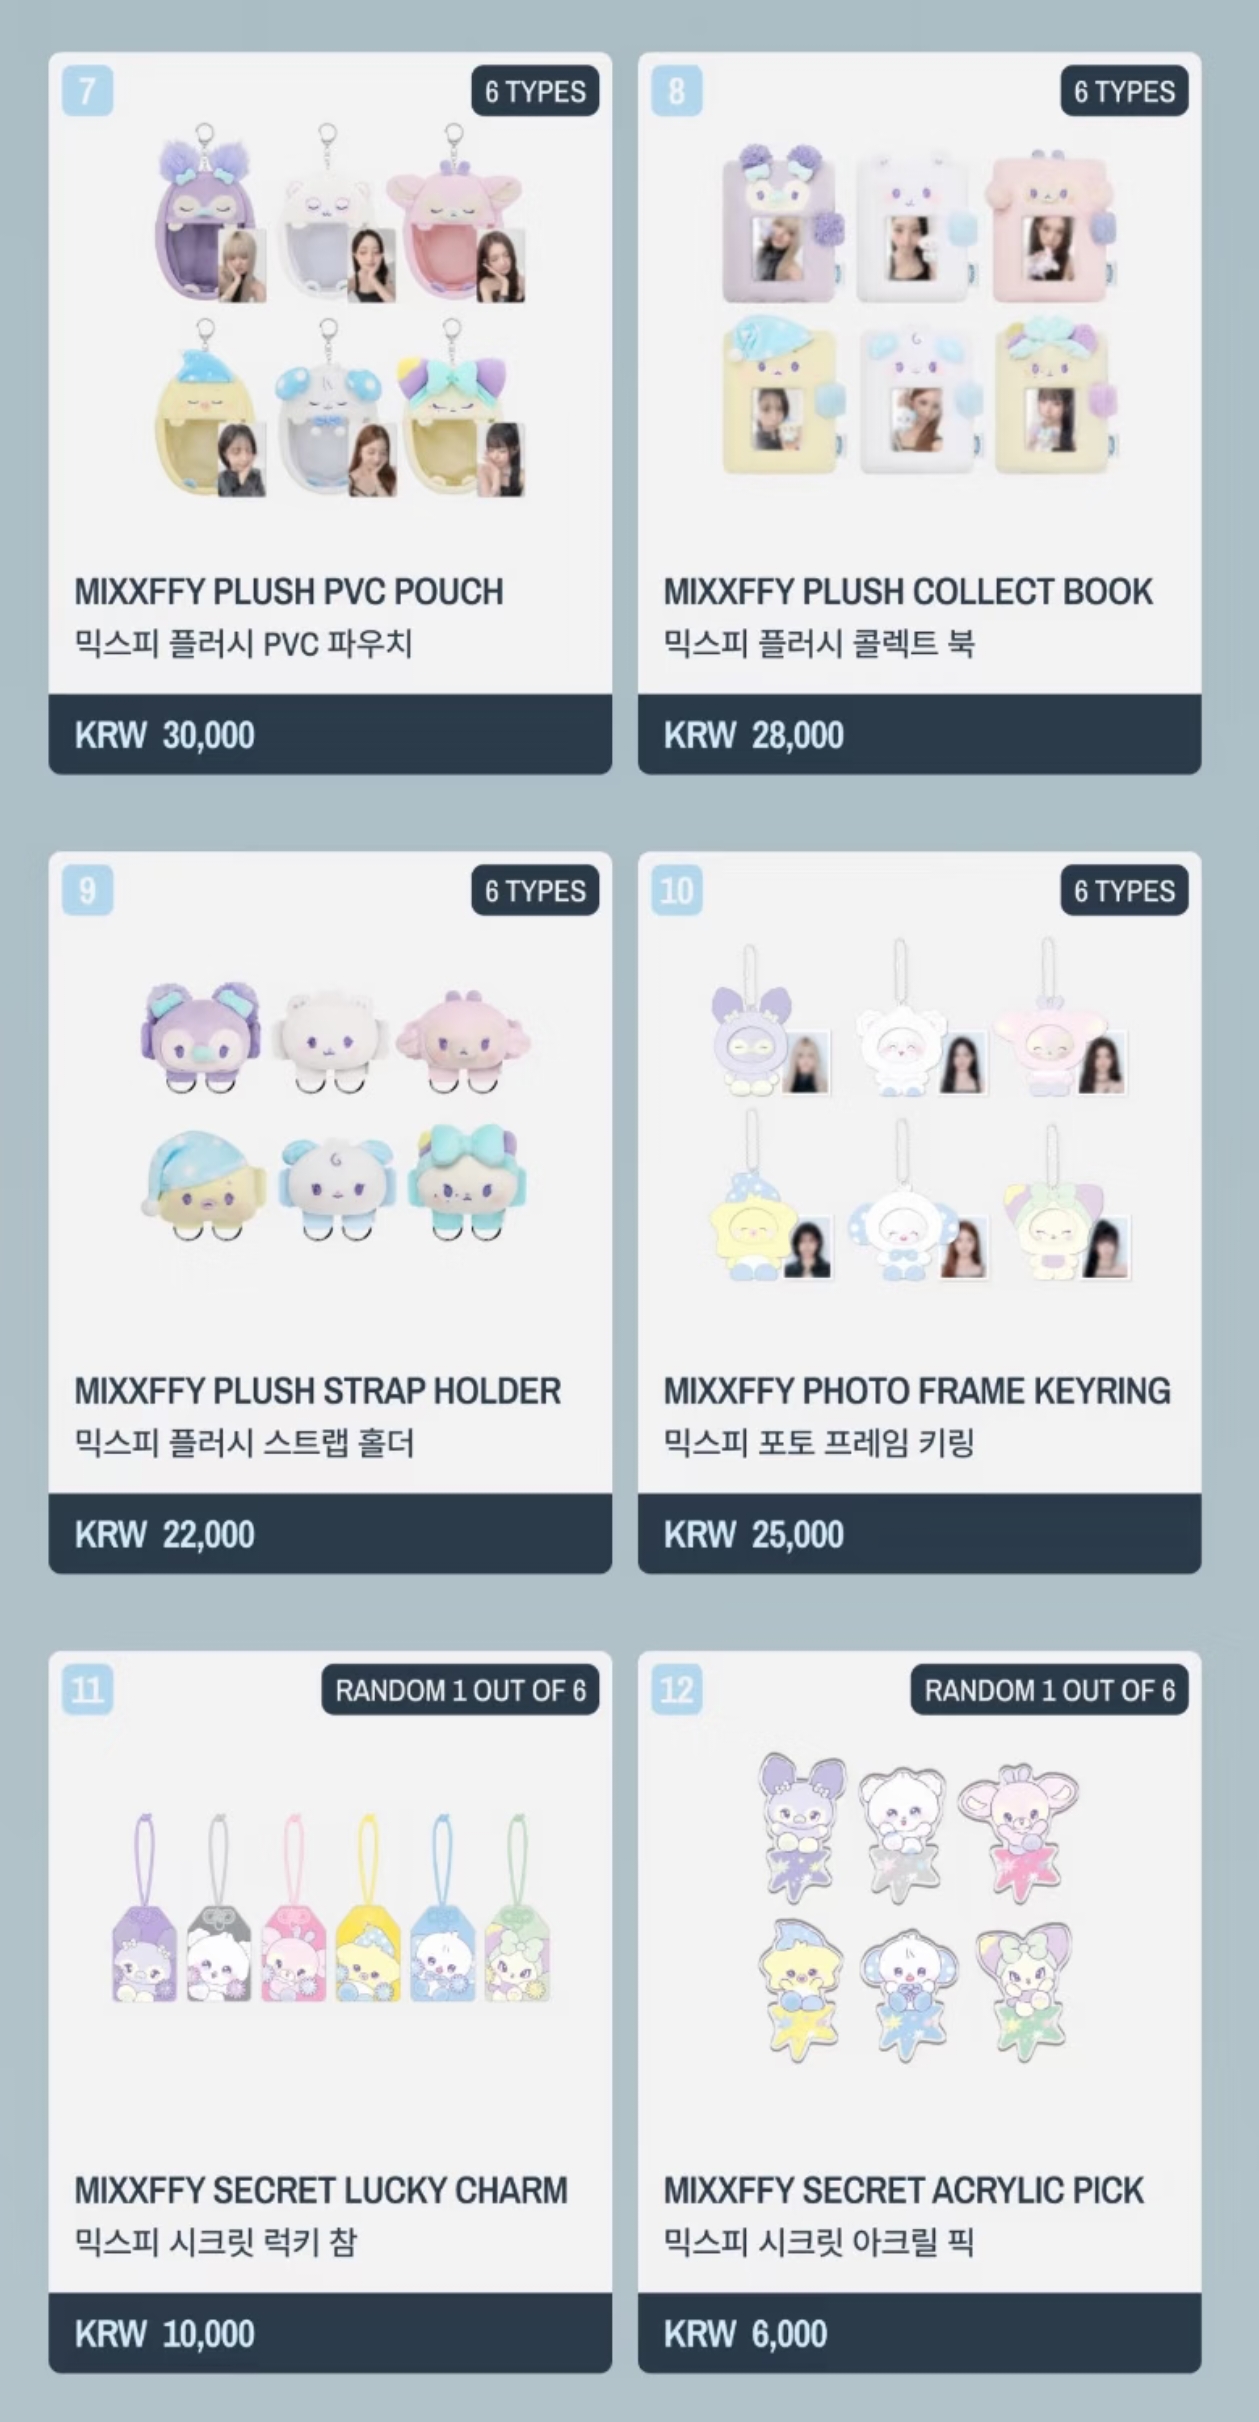 7
6 TYPES
MIXXFFY PLUSH PVC POUCH
믹스피 플러시 PVC 파우치
KRW 30,000
8
6 TYPES
MIXXFFY PLUSH COLLECT BOOK
믹스피 플러시 콜렉트 북
KRW 28,000
9
6 TYPES
MIXXFFY PLUSH STRAP HOLDER
믹스피 플러시 스트랩 홀더
KRW 22,000
10
6 TYPES
MIXXFFY PHOTO FRAME KEYRING
믹스피 포토 프레임 키링
KRW 25,000
11
RANDOM 1 OUT OF 6
MIXXFFY SECRET LUCKY CHARM
믹스피 시크릿 럭키 참
KRW 10,000
12
RANDOM 1 OUT OF 6
MIXXFFY SECRET ACRYLIC PICK
믹스피 시크릿 아크릴 픽
KRW 6,000